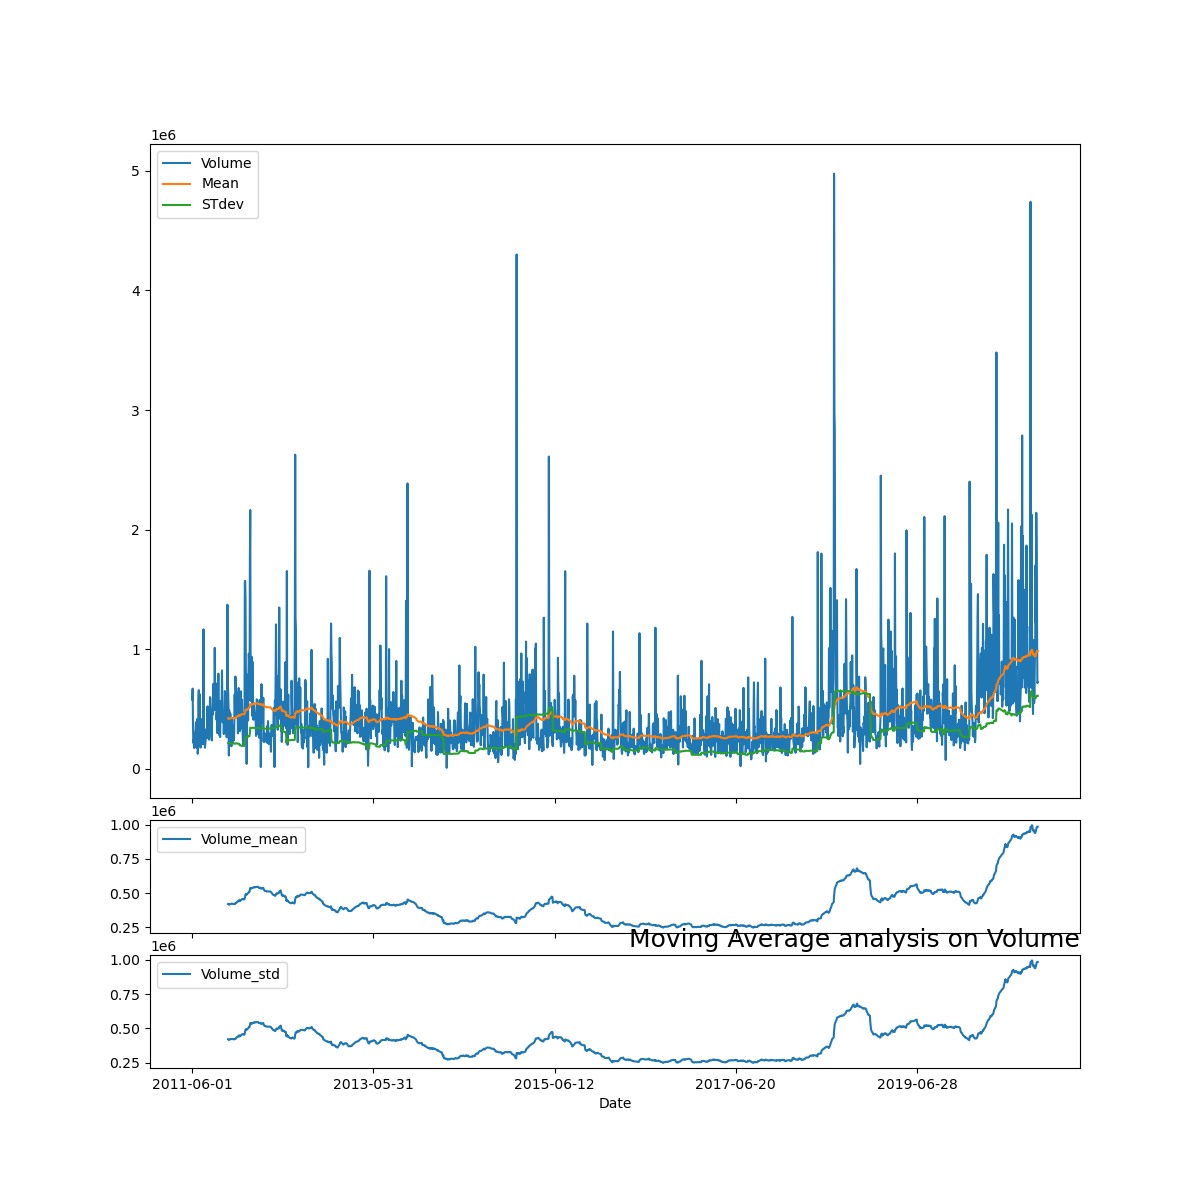 1e6
5
4
3
2
1
0
Volume
Mean
STdev
1e6
1.00
0.75
0.50
0.25
Volume_mean
Moving Average analysis on Volume
1e6
1.00
0.75
0.50
0.25
Volume_std
2011-06-01 2013-05-31 2015-06-12 2017-06-20 2019-06-28
Date